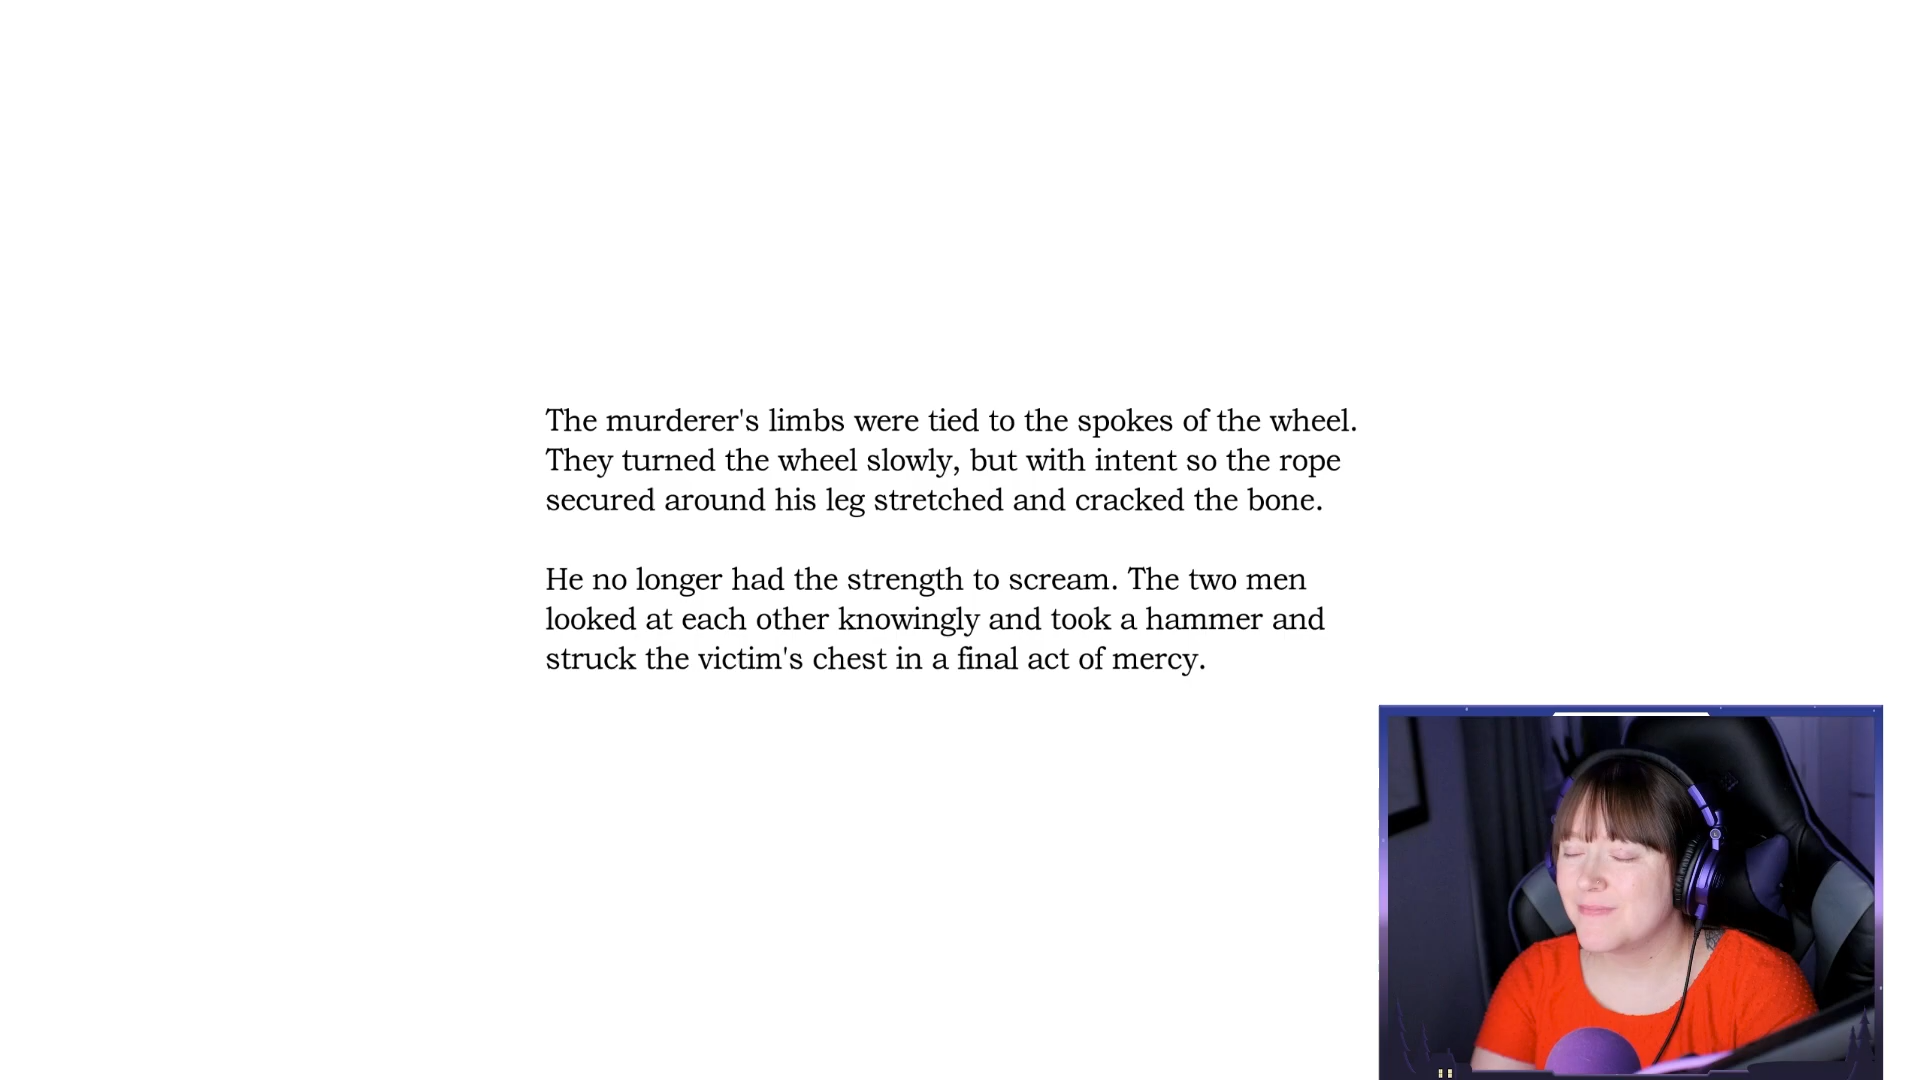 The murderer's limbs were tied to the spokes of the wheel.
They turned the wheel slowly, but with intent so the rope
secured around his leg stretched and cracked the bone.
He no longer had the strength to scream. The two men
looked at each other knowingly and took a hammer and
struck the victim's chest in a final act of mercy.